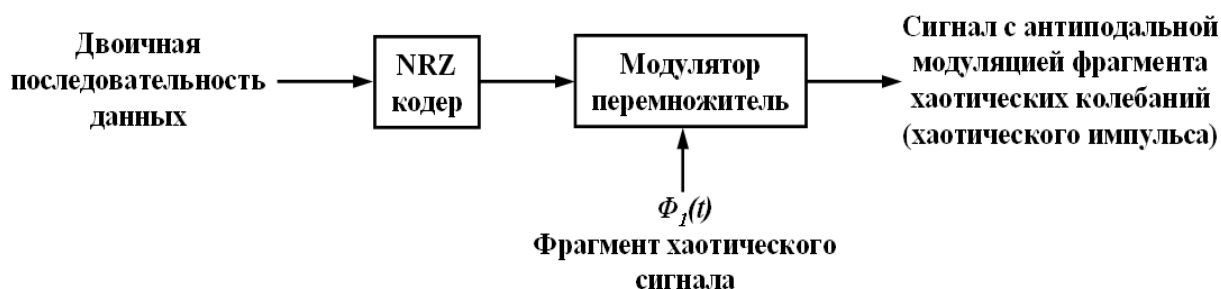 Двоичная
последовательность
данных
NRZ
кодер
Модулятор
перемножитель
Сигнал с антиподальной
модуляцией фрагмента
хаотических колебаний
(хаотического импульса)
Φ₁(t)
Фрагмент хаотического
сигнала